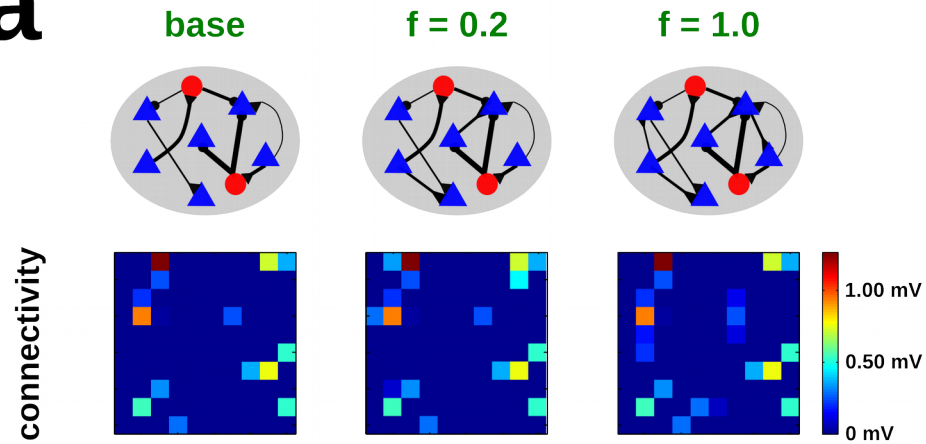 a
base f = 0.2 f = 1.0
connectivity
1.00 mV
0.50 mV
0 mV